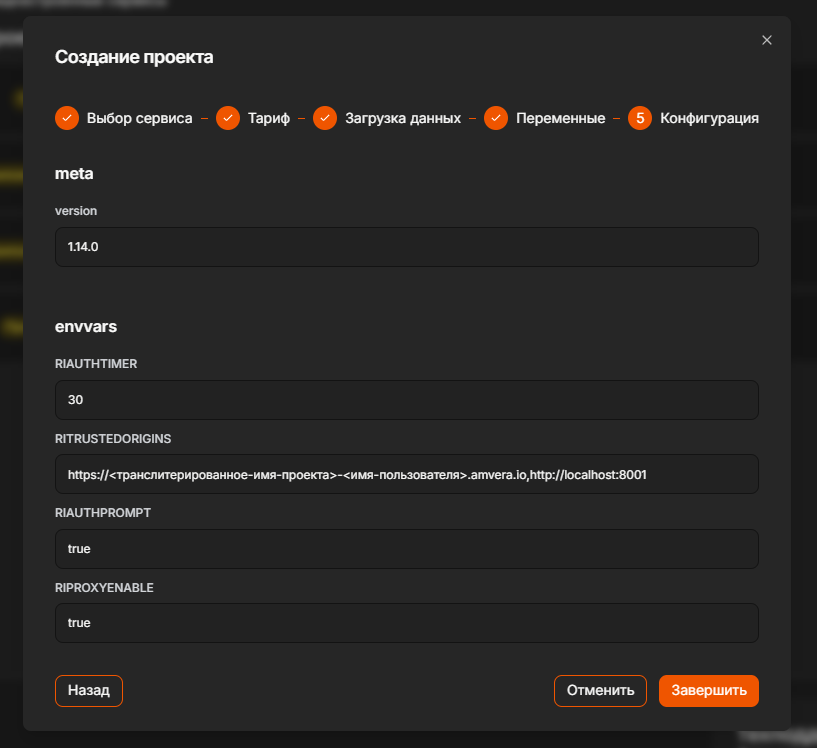 Создание проекта
Выбор сервиса – Тариф – Загрузка данных – Переменные – 5 Конфигурация
meta
version
1.14.0
envvars
RIAUTHTIMER
30
RITRUSTEDORIGINS
https://<транслитерированное-имя-проекта>-<имя-пользователя>.amvera.io,http://localhost:8001
RIAUTHPROMPT
true
RIPROXYENABLE
true
Назад
Отменить
Завершить